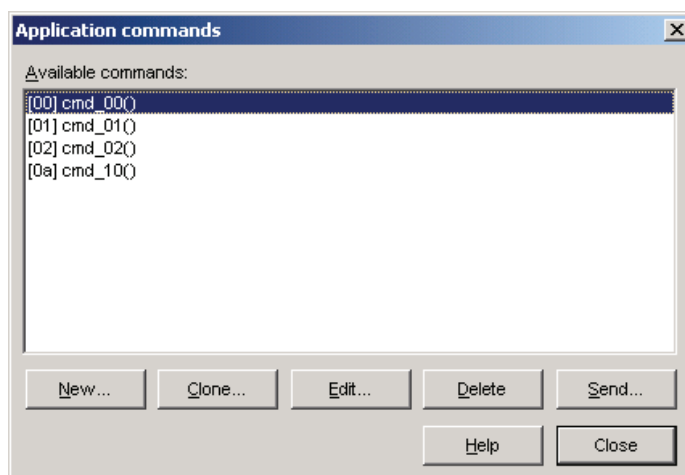 Application commands
Available commands:
[00] cmd_00()
[01] cmd_01()
[02] cmd_02()
[0a] cmd_10()
New... Clone... Edit... Delete Send...
Help Close